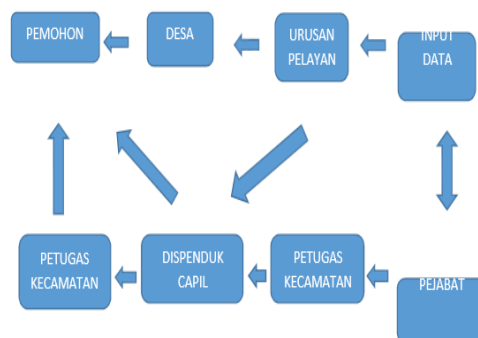 PEMOHON
DESA
URUSAN
PELAYAN
INPUT
DATA
PETUGAS
KECAMATAN
DISPENDUK
CAPIL
PETUGAS
KECAMATAN
PEJABAT